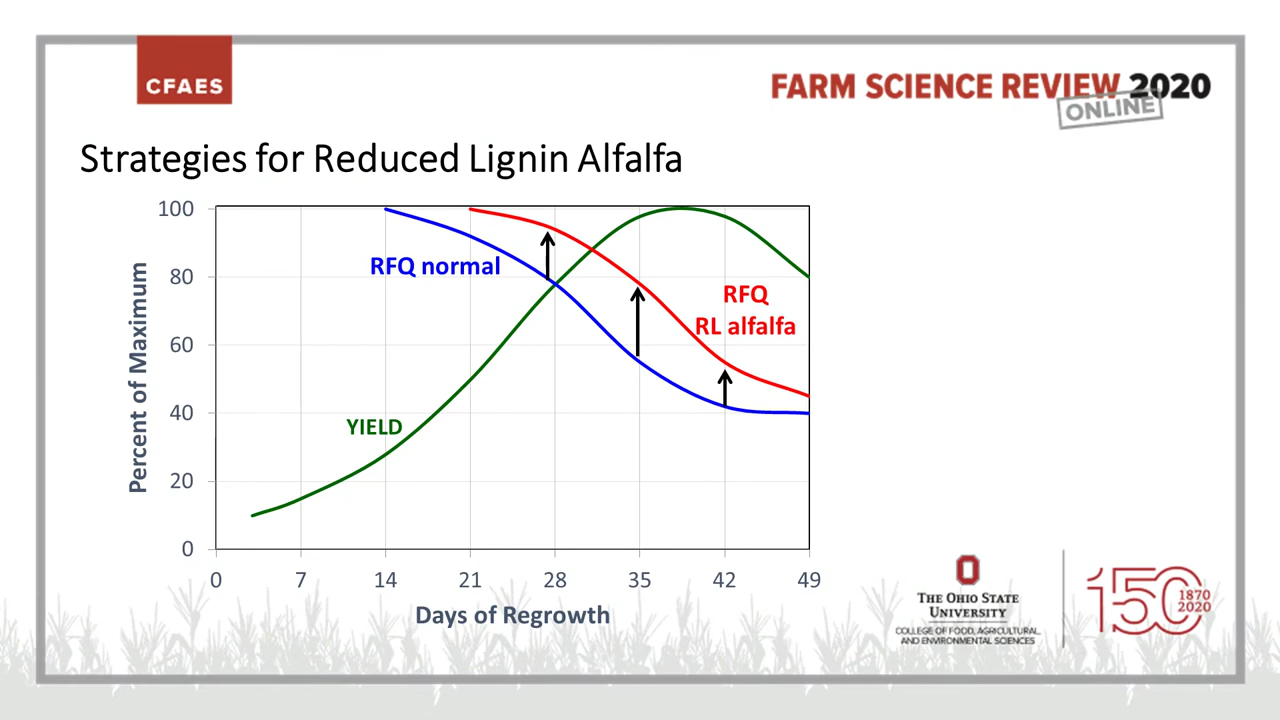 CFAES
FARM SCIENCE REVIEW 2020
ONLINE
Strategies for Reduced Lignin Alfalfa
Percent of Maximum
100
80
60
40
20
0
RFQ normal
RFQ
RL alfalfa
YIELD
0 7 14 21 28 35 42 49
Days of Regrowth
THE OHIO STATE
UNIVERSITY
COLLEGE OF FOOD, AGRICULTURAL,
AND ENVIRONMENTAL SCIENCES
150
1870
2020